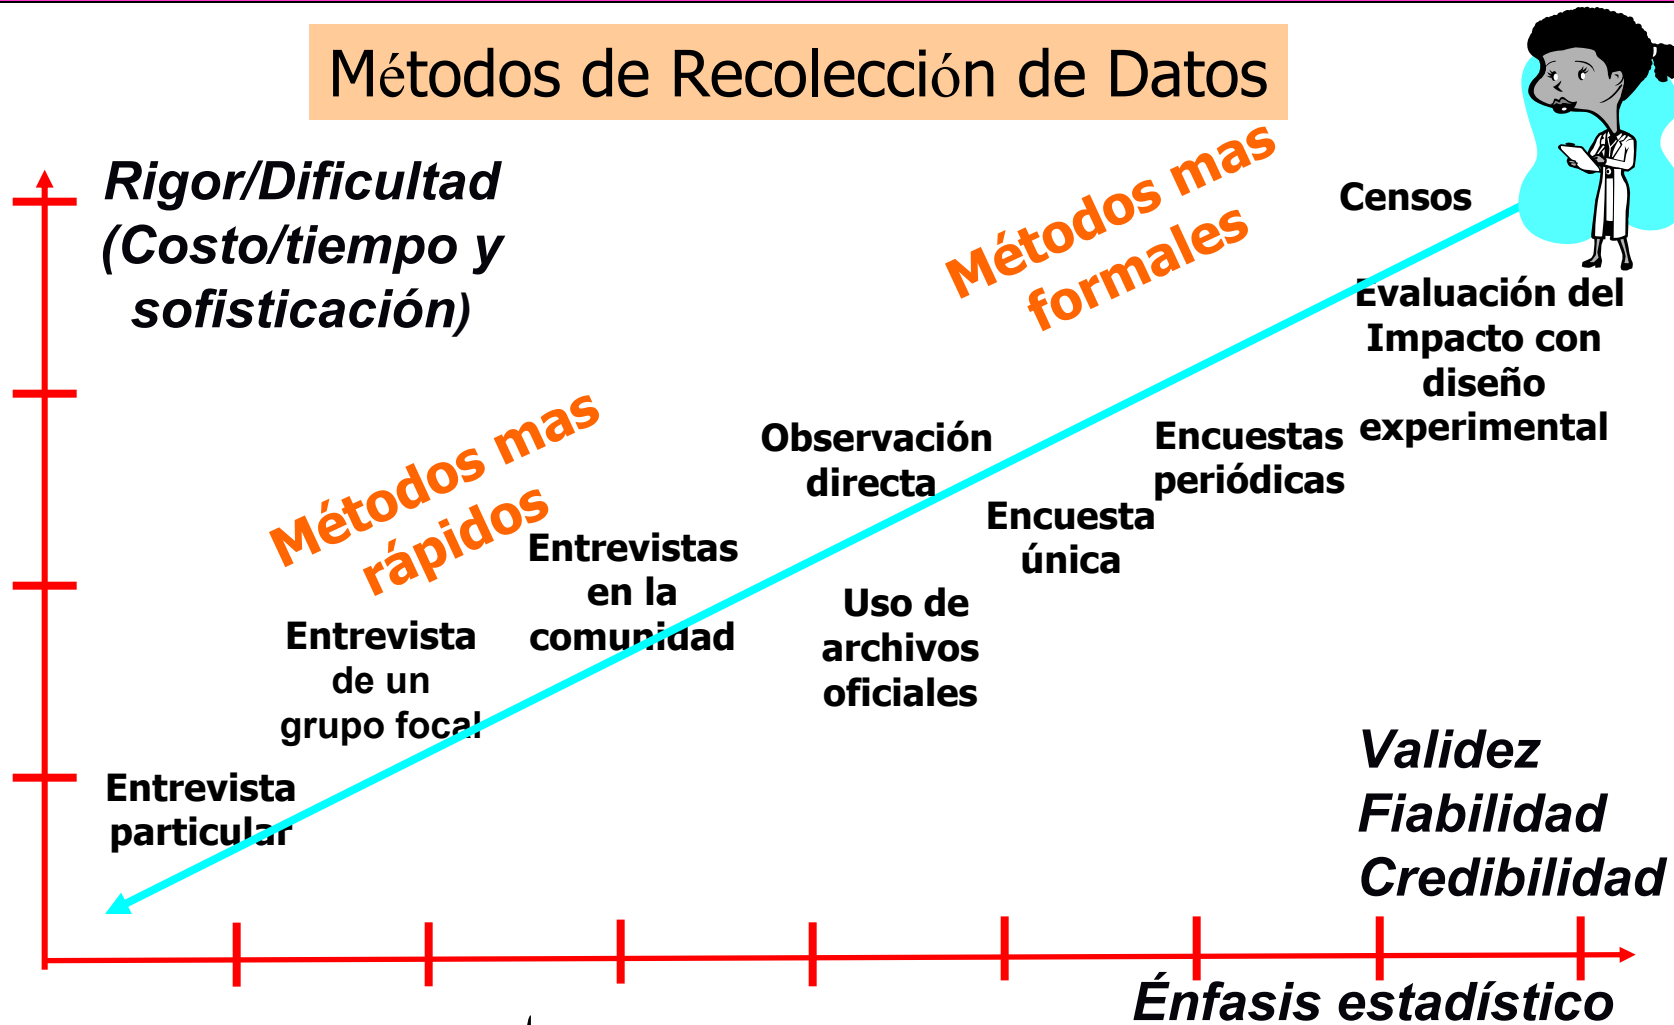 Métodos de Recolección de Datos
Rigor/Dificultad
(Costo/tiempo y
sofisticación)
Métodos mas
formales
Censos
Evaluación del
Impacto con
diseño
experimental
Métodos mas
rápidos
Observación
directa
Encuestas
periódicas
Encuesta
única
Entrevistas
en la
comunidad
Uso de
archivos
oficiales
Entrevista
de un
grupo focal
Entrevista
particular
Validez
Fiabilidad
Credibilidad
Énfasis estadístico